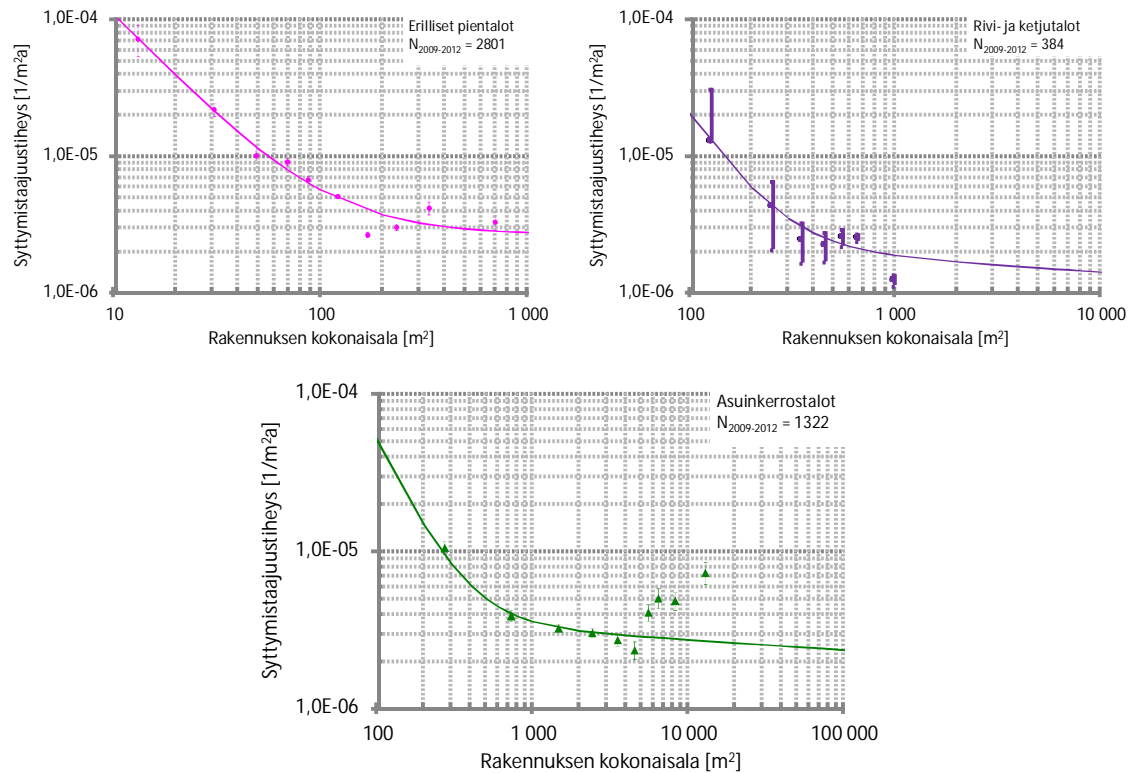 Erilliset pientalot
N2009-2012 = 2801
Syttymistaajuustiheys [1/m²a]
1,0E-04
1,0E-05
1,0E-06
10
100
1 000
Rakennuksen kokonaisala [m²]
Rivi- ja ketjutalot
N2009-2012 = 384
Syttymistaajuustiheys [1/m²a]
1,0E-04
1,0E-05
1,0E-06
100
1 000
10 000
Rakennuksen kokonaisala [m²]
Asuinkerrostalot
N2009-2012 = 1322
Syttymistaajuustiheys [1/m²a]
1,0E-04
1,0E-05
1,0E-06
100
1 000
10 000
100 000
Rakennuksen kokonaisala [m²]